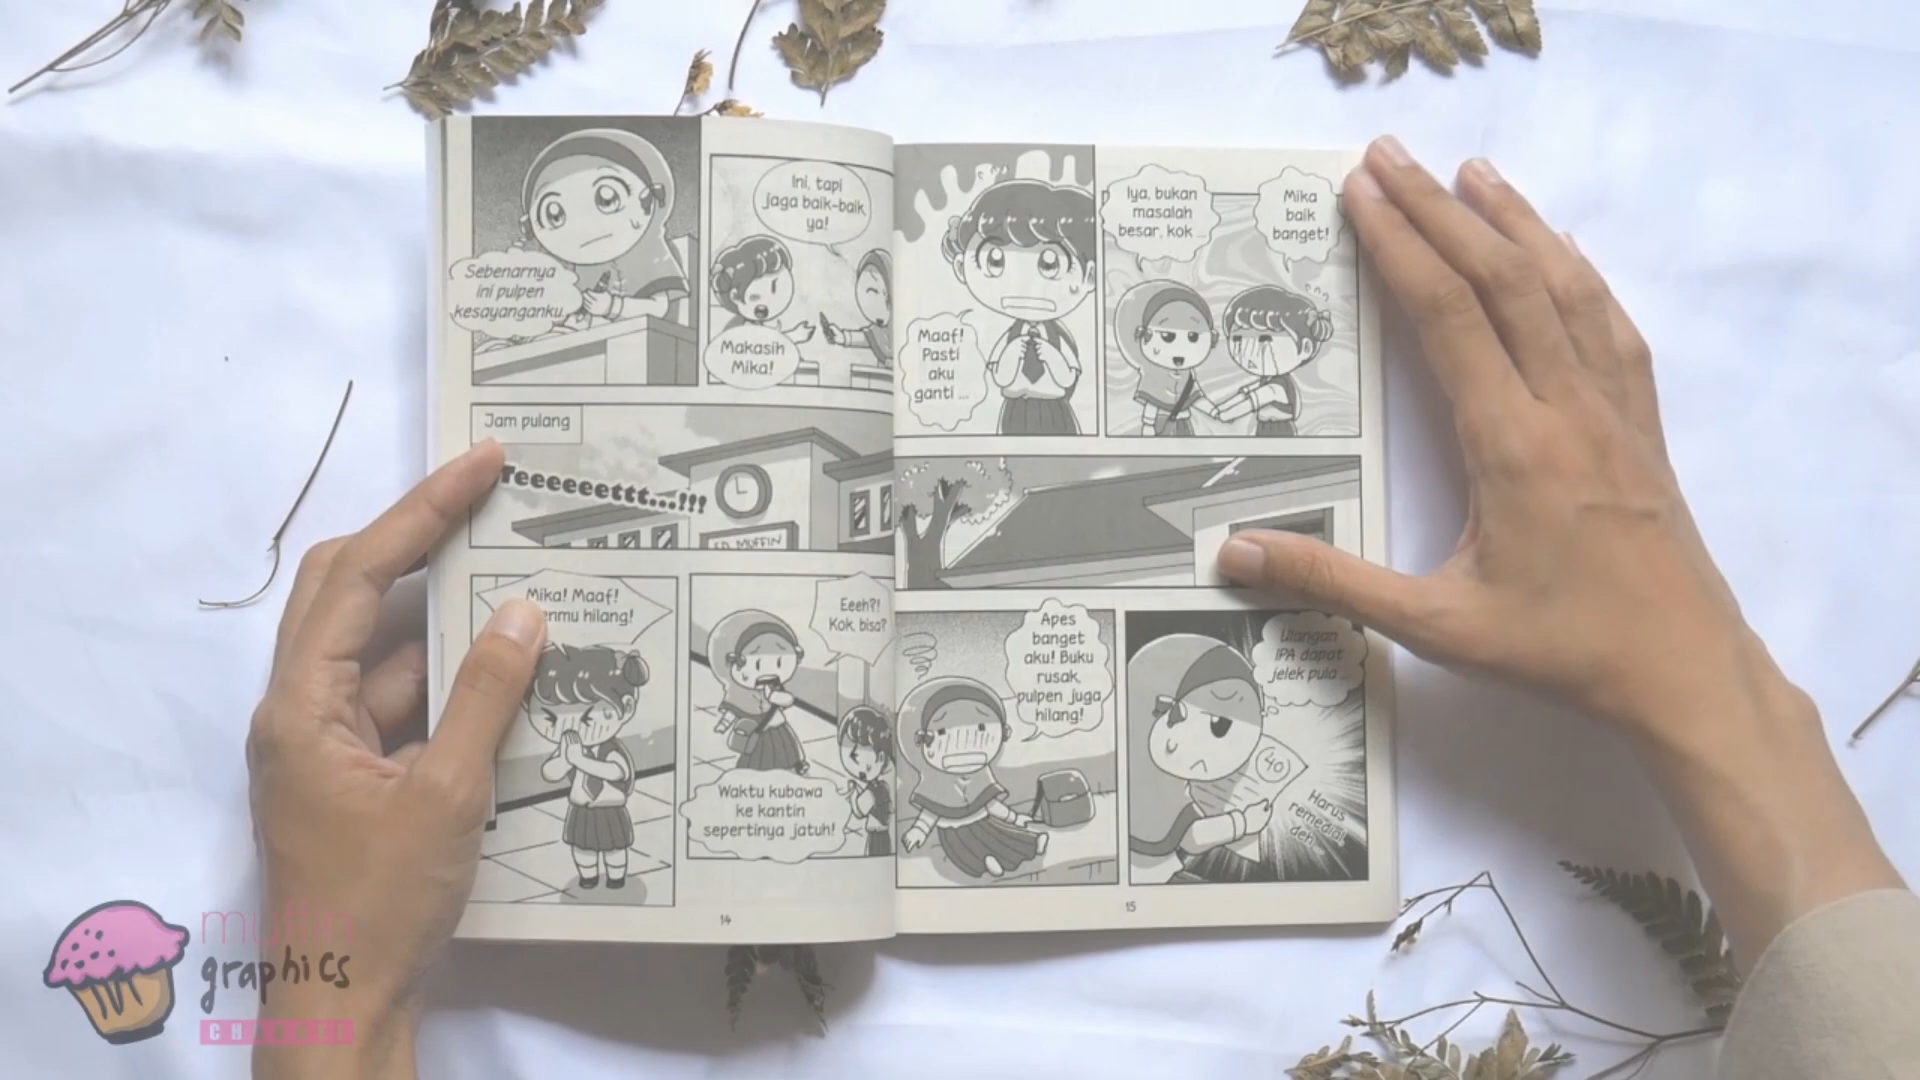 Sebenarnya
ini pulpen
kesayanganku.
Ini, tapi
jaga baik-baik
ya!
Makasih
Mika!
Jam pulang
Teeeeeettt...!!!
SD MUFFIN
Mika! Maaf!
hilang!
Eeeh?!
Kok, bisa?
Waktu kubawa
ke kantin
sepertinya jatuh!
14
Maaf!
Pasti
aku
ganti ...
Iya, bukan
masalah
besar, kok ...
Mika
baik
banget!
Apes
banget
aku! Buku
rusak,
pulpen juga
hilang!
Ulangan
IPA dapat
jelek pula ...
40
Harus
remedial,
deh ...
15
muffin
graphics
CHANNEL